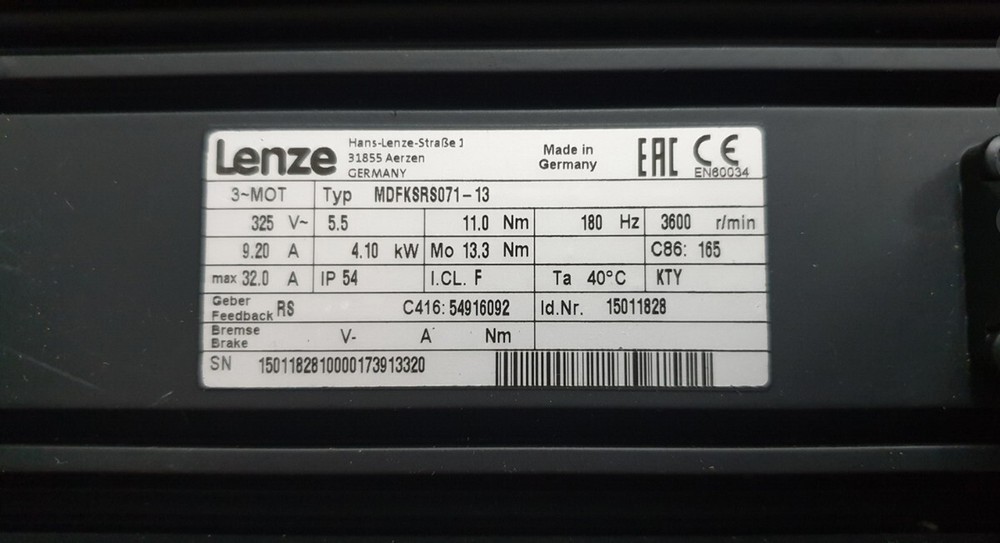 Lenze
Hans-Lenze-Straße 1
31855 Aerzen
GERMANY
Made in
Germany
EAC CE
EN60034
3~MOT Typ MDFKSRS071-13
325 V~ 5.5 11.0 Nm 180 Hz 3600 r/min
9.20 A 4.10 kW Mo 13.3 Nm C86: 165
max 32.0 A IP 54 I.CL. F Ta 40°C KTY
Geber
Feedback RS C416: 54916092 Id.Nr. 15011828
Bremse
Brake V- A Nm
SN 1501182810000173913320